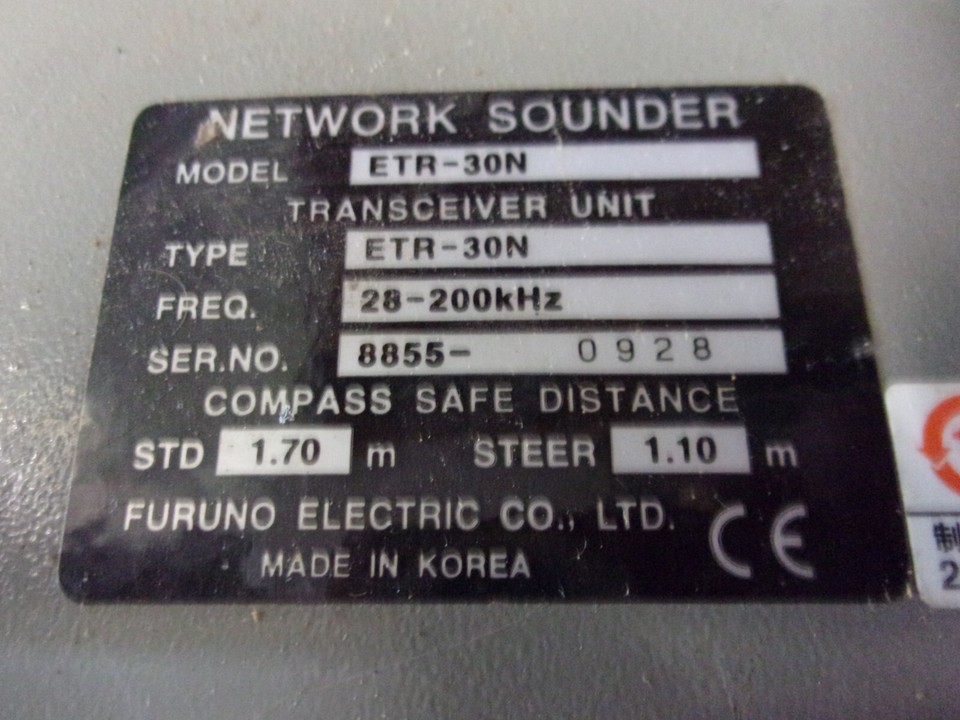 NETWORK SOUNDER
MODEL ETR-30N
TRANSCEIVER UNIT
TYPE ETR-30N
FREQ. 28-200kHz
SER.NO. 8855- 0928
COMPASS SAFE DISTANCE
STD 1.70 m STEER 1.10 m
FURUNO ELECTRIC CO., LTD.
MADE IN KOREA CE
制
2